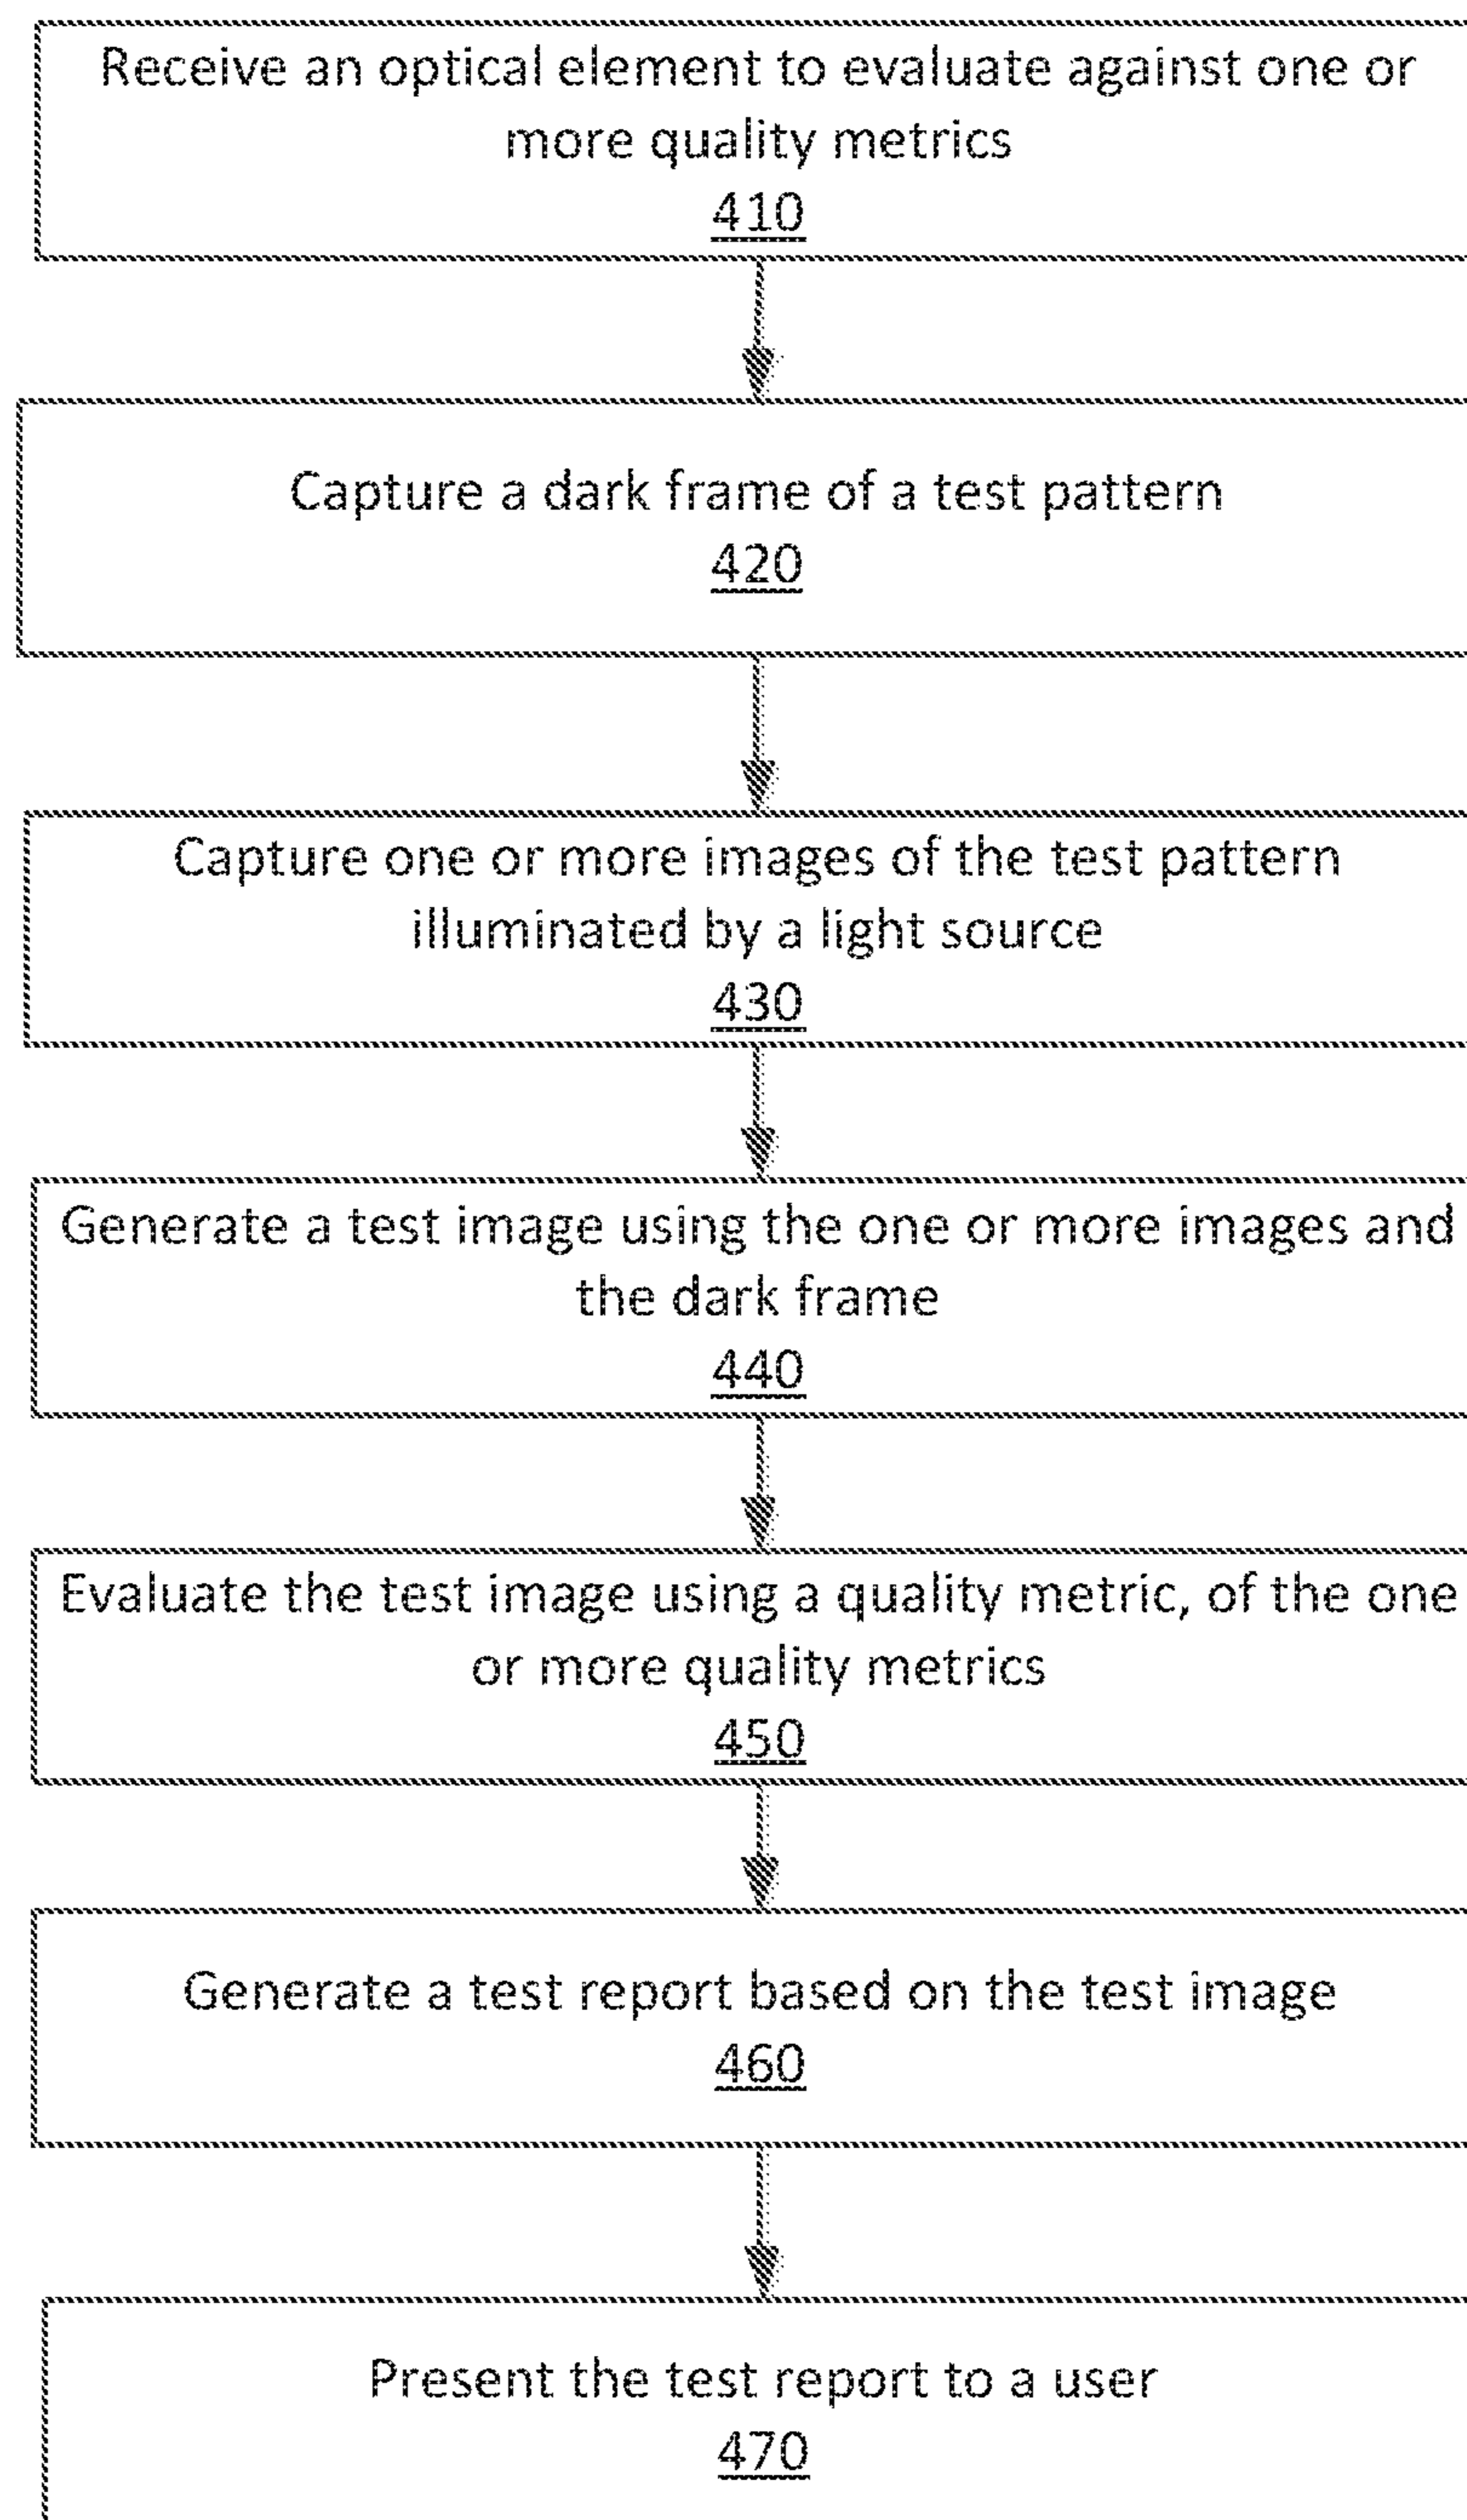 Receive an optical element to evaluate against one or
more quality metrics
410
Capture a dark frame of a test pattern
420
Capture one or more images of the test pattern
illuminated by a light source
430
Generate a test image using the one or more images and
the dark frame
440
Evaluate the test image using a quality metric, of the one
or more quality metrics
450
Generate a test report based on the test image
460
Present the test report to a user
470